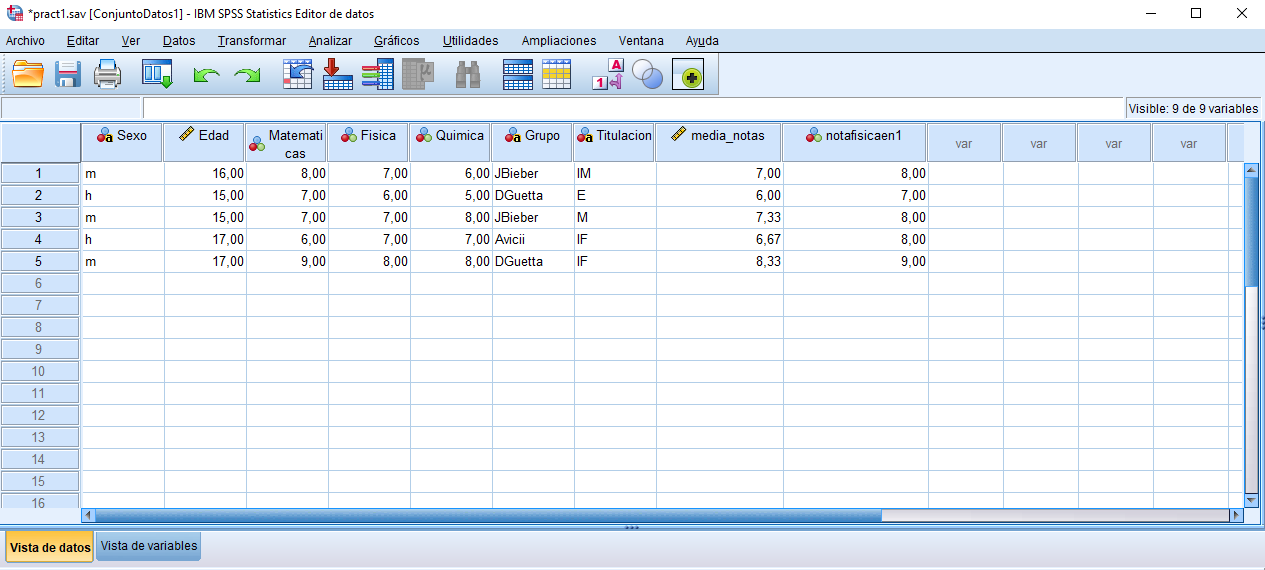 *pract1.sav [ConjuntoDatos1] - IBM SPSS Statistics Editor de datos
Archivo Editar Ver Datos Transformar Analizar Gráficos Utilidades Ampliaciones Ventana Ayuda
Visible: 9 de 9 variables
Sexo Edad Matemati cas Fisica Quimica Grupo Titulacion media_notas notafisicaen1 var var var var
1 m 16,00 8,00 7,00 6,00 JBieber IM 7,00 8,00
2 h 15,00 7,00 6,00 5,00 DGuetta E 6,00 7,00
3 m 15,00 7,00 7,00 8,00 JBieber M 7,33 8,00
4 h 17,00 6,00 7,00 7,00 Avicii IF 6,67 8,00
5 m 17,00 9,00 8,00 8,00 DGuetta IF 8,33 9,00
6
7
8
9
10
11
12
13
14
15
16
Vista de datos Vista de variables